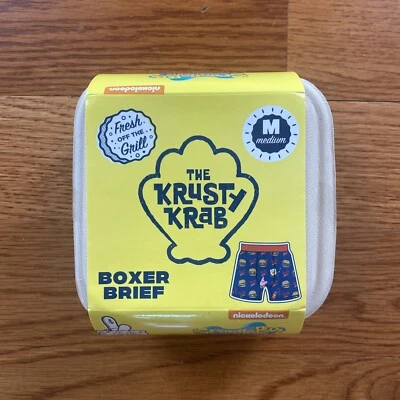 nickelodeon
Fresh
OFF THE
Grill
M
medium
THE
KRUSTY
KRAB
BOXER
BRIEF
nickelodeon